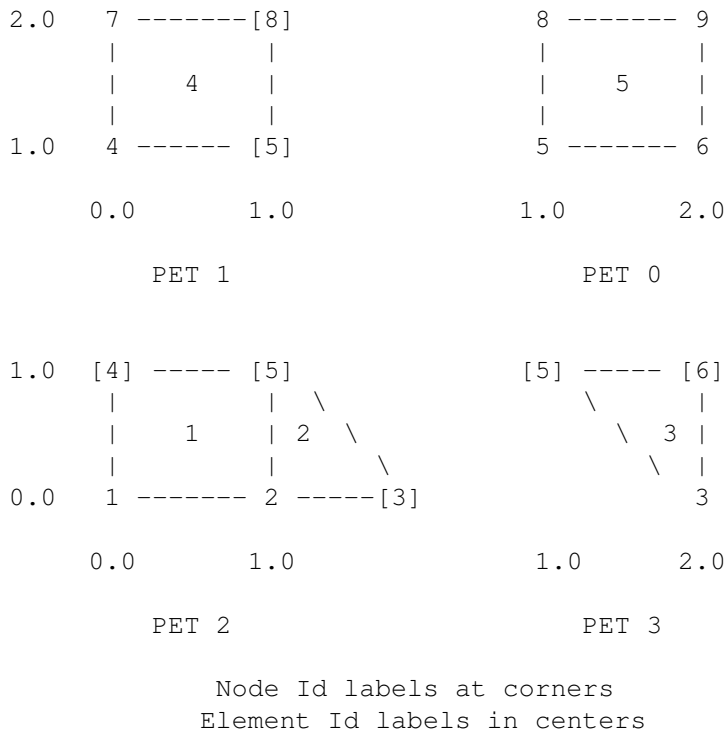 2.0 7 -------[8] 8 ------- 9
| | | |
| 4 | | 5 |
| | | |
1.0 4 ------ [5] 5 ------- 6
0.0 1.0 1.0 2.0
PET 1 PET 0
1.0 [4] ----- [5] [5] ----- [6]
| | \ \ |
| 1 | 2 \ \ 3 |
| | \ \ |
0.0 1 ------- 2 -----[3] 3
0.0 1.0 1.0 2.0
PET 2 PET 3
Node Id labels at corners
Element Id labels in centers